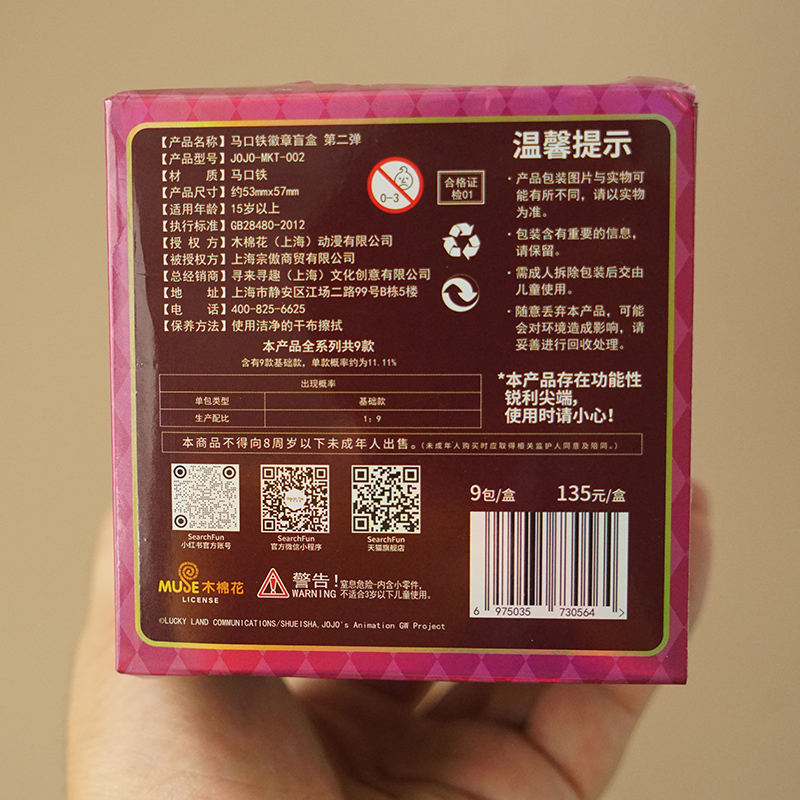 【产品名称】马口铁徽章盲盒 第二弹
【产品型号】JOJO-MKT-002
【材 质】马口铁
【产品尺寸】约53mmx57mm
【适用年龄】15岁以上
【执行标准】GB28480-2012
【授 权 方】木棉花（上海）动漫有限公司
【被授权方】上海宗傲商贸有限公司
【总经销商】寻来寻趣（上海）文化创意有限公司
【地 址】上海市静安区江场二路99号B栋5楼
【电 话】400-825-6625
【保养方法】使用洁净的干布擦拭
0-3
合格证
检01
本产品全系列共9款
含有9款基础款，单款概率约为11.11%
出现概率
单包类型 基础款
生产配比 1：9
温馨提示
·产品包装图片与实物可
能有所不同，请以实物
为准。
·包装含有重要的信息，
请保留。
·需成人拆除包装后交由
儿童使用。
·随意丢弃本产品，可能
会对环境造成影响，请
妥善进行回收处理。
*本产品存在功能性
锐利尖端，
使用时请小心！
本商品不得向8周岁以下未成年人出售。（未成年人购买时应取得相关监护人同意及陪同。）
SearchFun
小红书官方账号
SearchFun
官方微信小程序
SearchFun
天猫旗舰店
9包/盒 135元/盒
6 975035 730564 >
MUSE木棉花
LICENSE
警告！
WARNING
窒息危险-内含小零件，
不适合3岁以下儿童使用。
©LUCKY LAND COMMUNICATIONS/SHUEISHA,JOJO's Animation GW Project